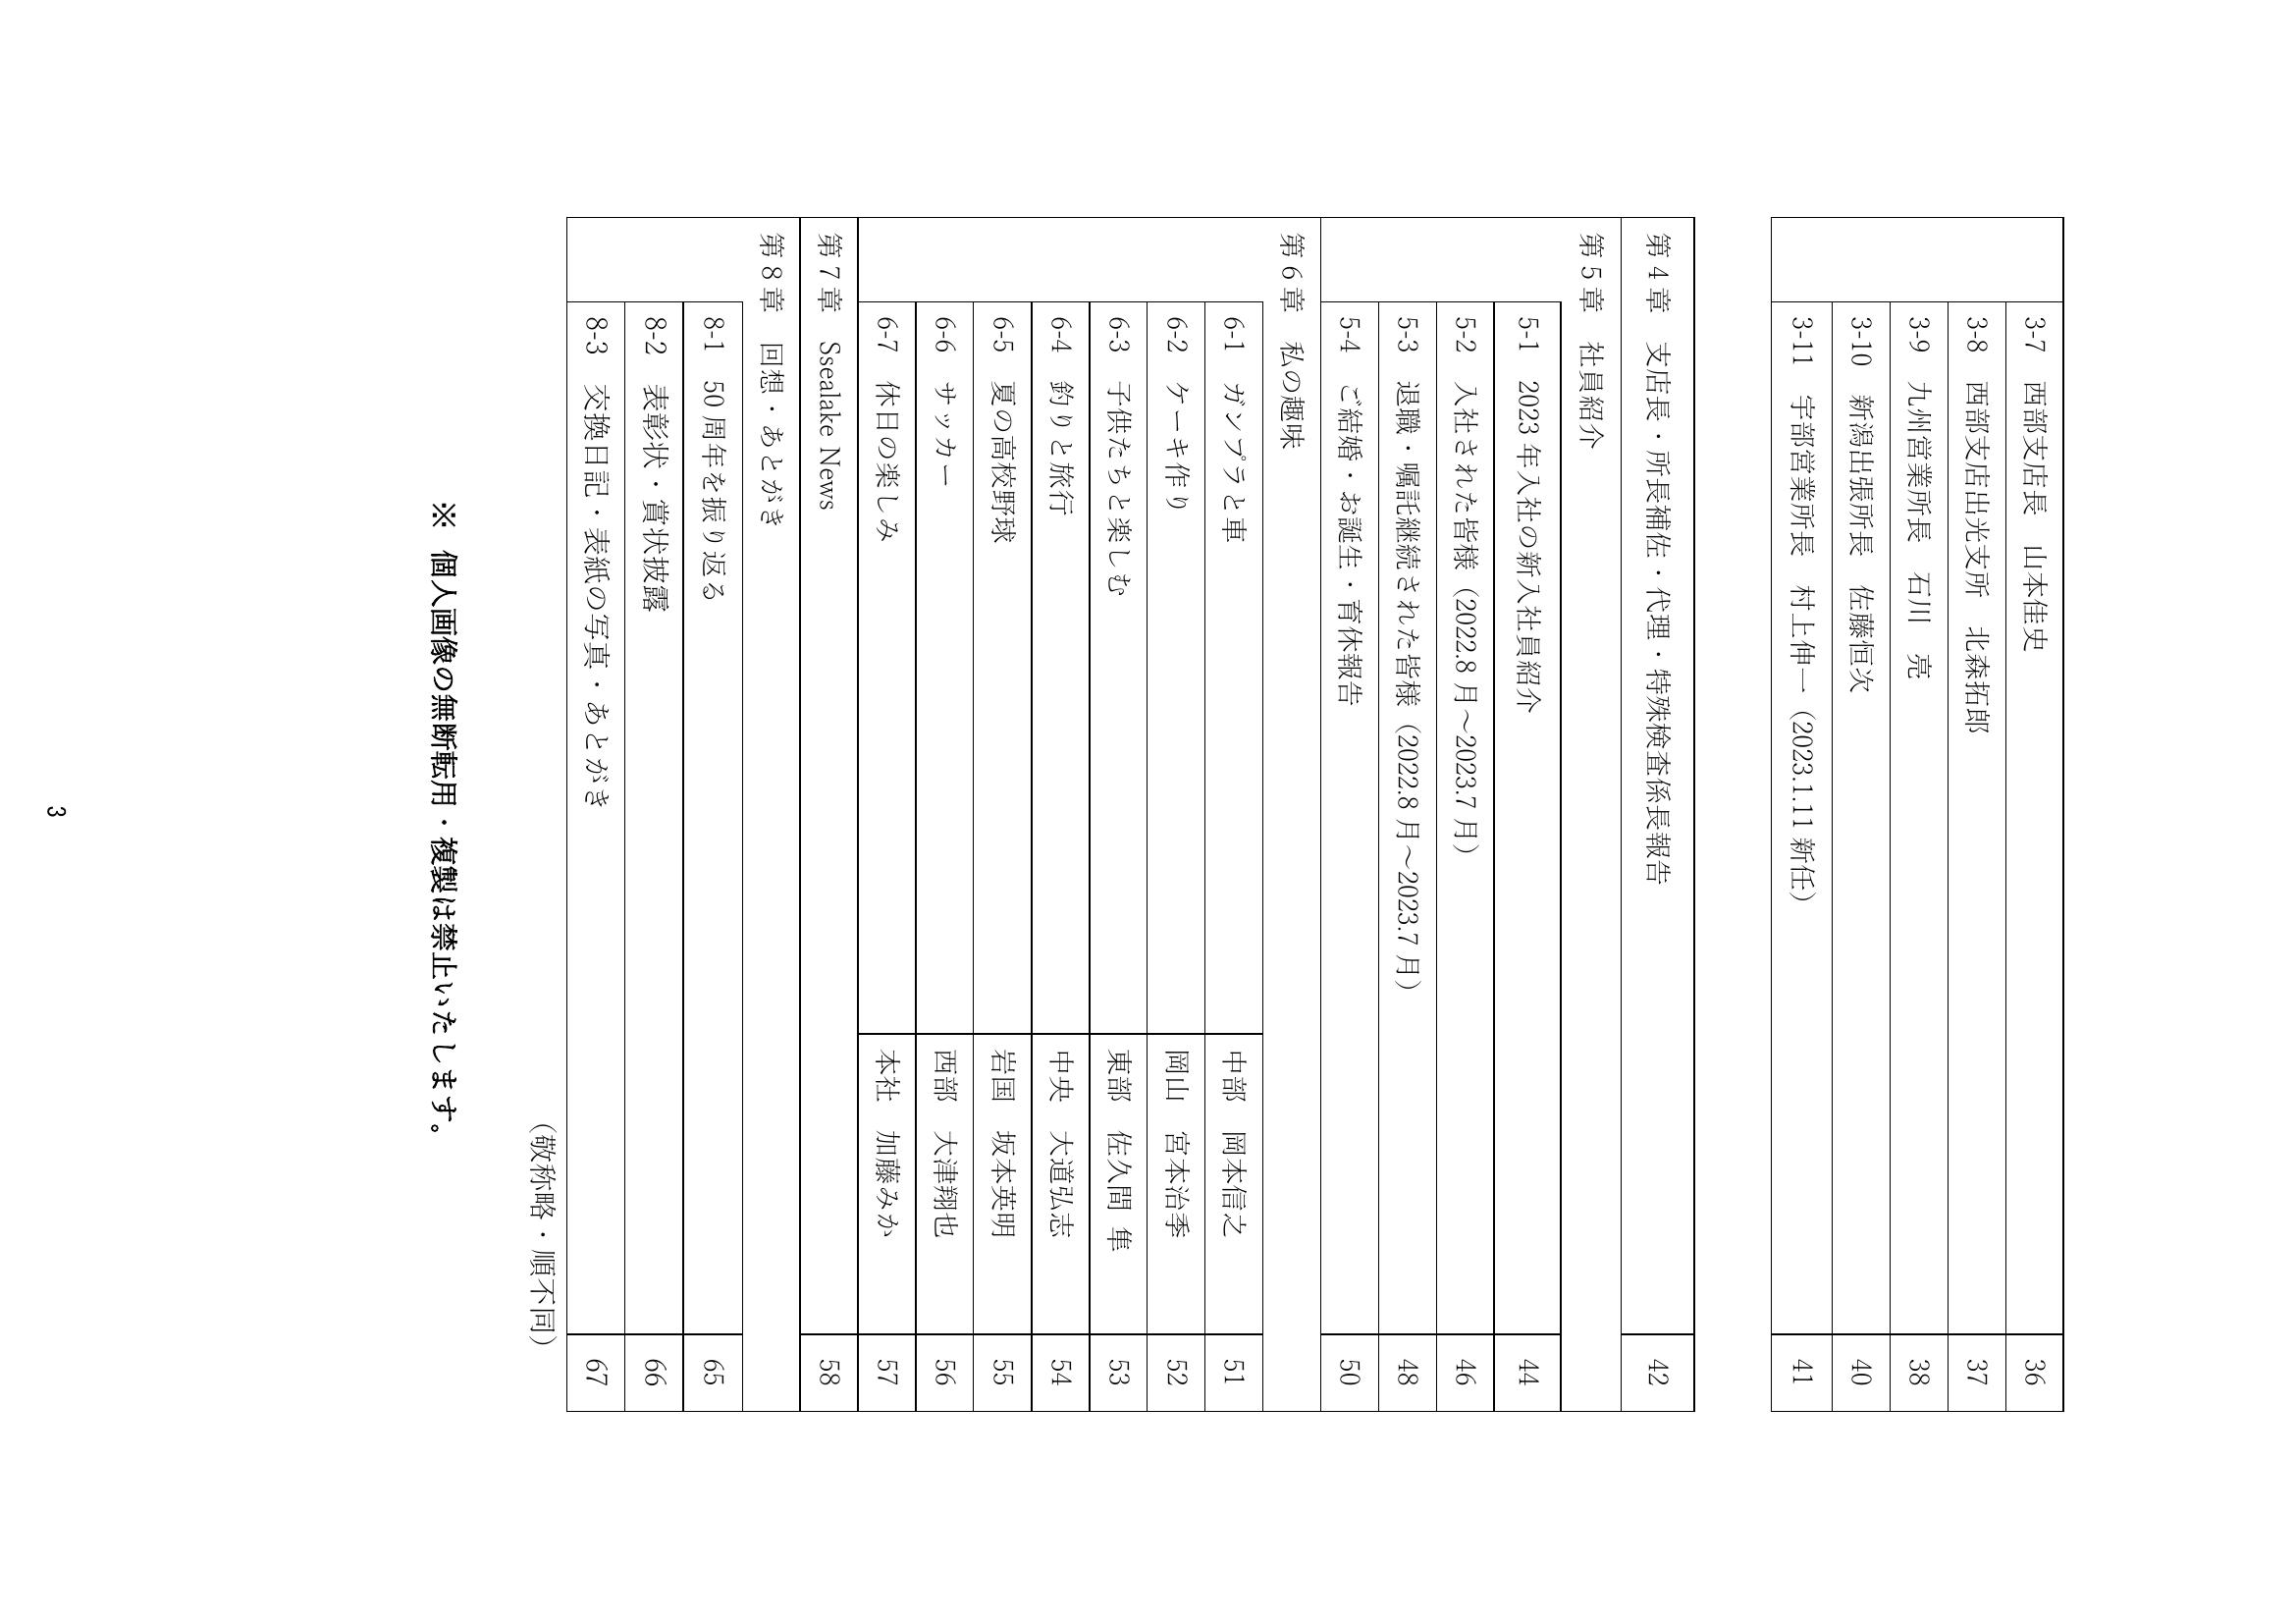 3-7　西部支店長　山本佳史　36
3-8　西部支店出光支所　北森拓郎　37
3-9　九州営業所長　石川　亮　38
3-10　新潟出張所長　佐藤恒次　40
3-11　宇部営業所長　村上伸一（2023.1.11 新任）　41
第 4 章　支店長・所長補佐・代理・特殊検査係長報告　42
第 5 章　社員紹介
5-1　2023 年入社の新入社員紹介　44
5-2　入社された皆様（2022.8 月～2023.7 月）　46
5-3　退職・嘱託継続された皆様（2022.8 月～2023.7 月）　48
5-4　ご結婚・お誕生・育休報告　50
第 6 章　私の趣味
6-1　ガンプラと車　中部　岡本信之　51
6-2　ケーキ作り　岡山　宮本治季　52
6-3　子供たちと楽しむ　東部　佐久間 隼　53
6-4　釣りと旅行　中央　大道弘志　54
6-5　夏の高校野球　岩国　坂本英明　55
6-6　サッカー　西部　大津翔也　56
6-7　休日の楽しみ　本社　加藤みか　57
第 7 章　Ssealake News　58
第 8 章　回想・あとがき
8-1　50 周年を振り返る　65
8-2　表彰状・賞状披露　66
8-3　交換日記・表紙の写真・あとがき　67
（敬称略・順不同）
※ 個人画像の無断転用・複製は禁止いたします。
3